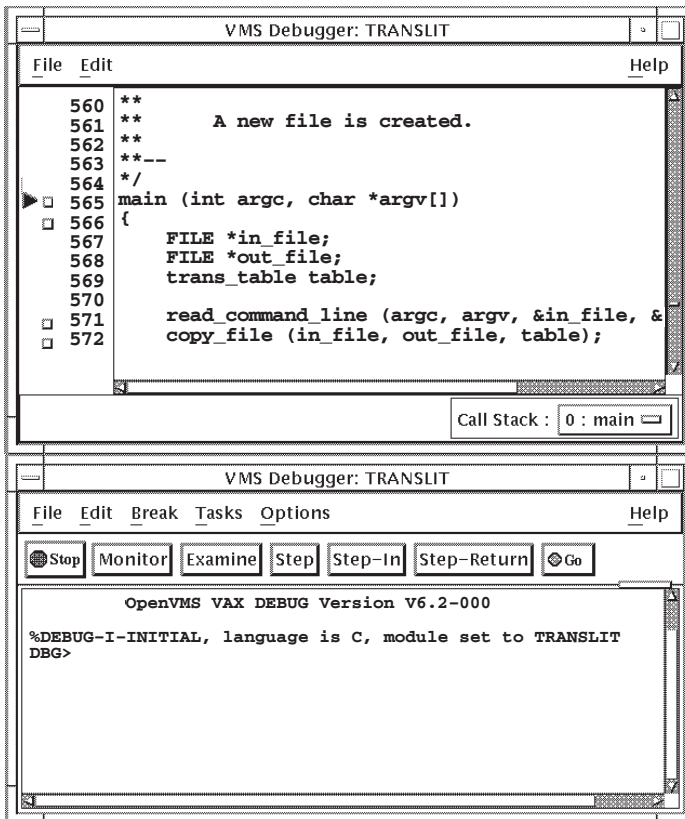 VMS Debugger: TRANSLIT
File Edit Help
560 **
561 ** A new file is created.
562 **
563 **--
564 */
565 main (int argc, char *argv[])
566 {
567 FILE *in_file;
568 FILE *out_file;
569 trans_table table;
570
571 read_command_line (argc, argv, &in_file, &
572 copy_file (in_file, out_file, table);
Call Stack : 0 : main
VMS Debugger: TRANSLIT
File Edit Break Tasks Options Help
Stop Monitor Examine Step Step-In Step-Return Go
OpenVMS VAX DEBUG Version V6.2-000
%DEBUG-I-INITIAL, language is C, module set to TRANSLIT
DBG>